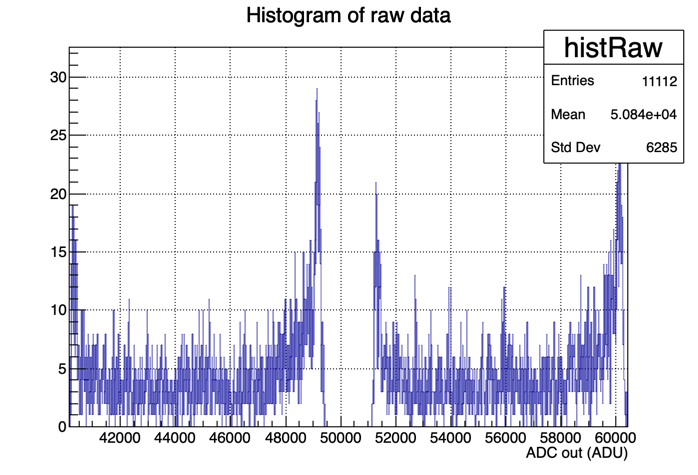 Histogram of raw data
histRaw
Entries 11112
Mean 5.084e+04
Std Dev 6285
30
25
20
15
10
5
0
42000 44000 46000 48000 50000 52000 54000 56000 58000 60000
ADC out (ADU)